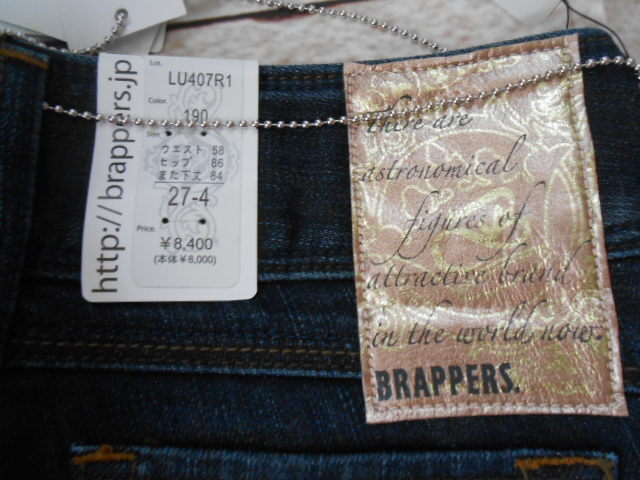 http://brappers.jp
Lot.
LU407R1
Color.
190
Size
ウエスト 58
ヒップ 86
また下丈 84
27-4
Price.
￥8,400
(本体￥8,000)
There are
astronomical
figures of
attractive brand
in the world now.
BRAPPERS.